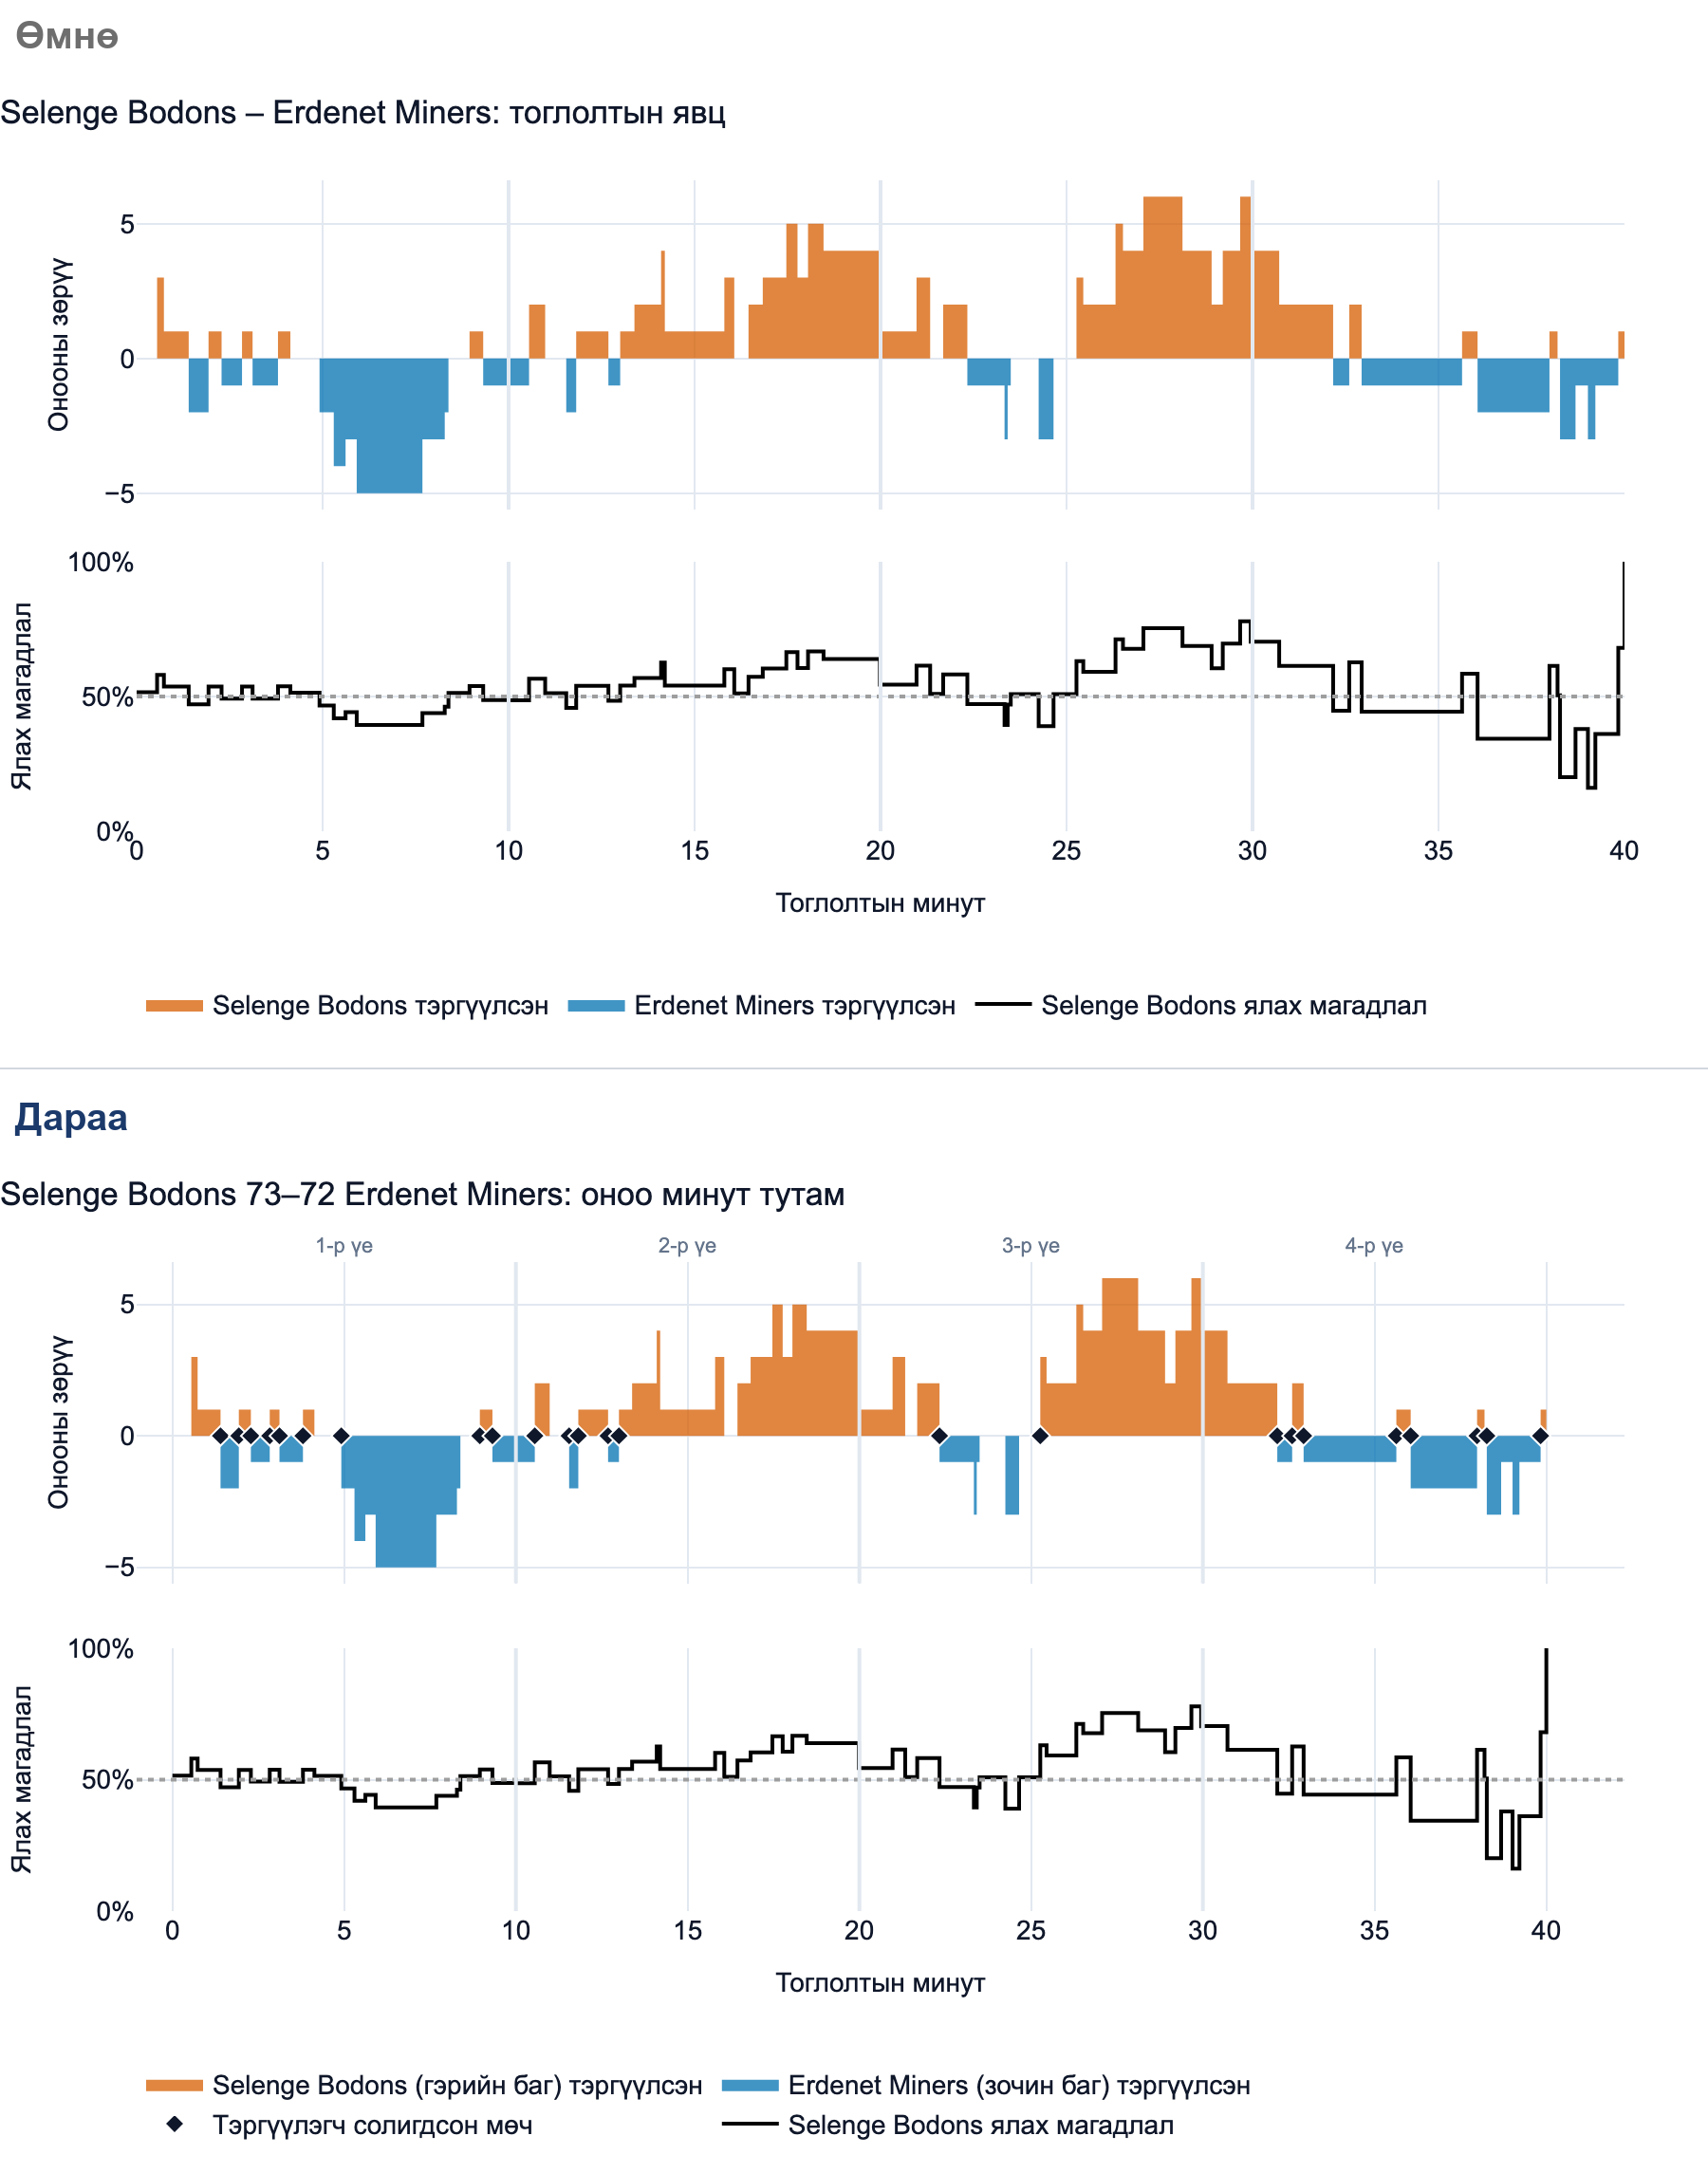 Өмнө
Selenge Bodons – Erdenet Miners: тоглолтын явц
Онооны зөрүү
5
0
−5
Ялах магадлал
100%
50%
0%
0 5 10 15 20 25 30 35 40
Тоглолтын минут
Selenge Bodons тэргүүлсэн Erdenet Miners тэргүүлсэн Selenge Bodons ялах магадлал
Дараа
Selenge Bodons 73–72 Erdenet Miners: оноо минут тутам
1-р үе 2-р үе 3-р үе 4-р үе
Онооны зөрүү
5
0
−5
Ялах магадлал
100%
50%
0%
0 5 10 15 20 25 30 35 40
Тоглолтын минут
Selenge Bodons (гэрийн баг) тэргүүлсэн Erdenet Miners (зочин баг) тэргүүлсэн
Тэргүүлэгч солигдсон мөч Selenge Bodons ялах магадлал